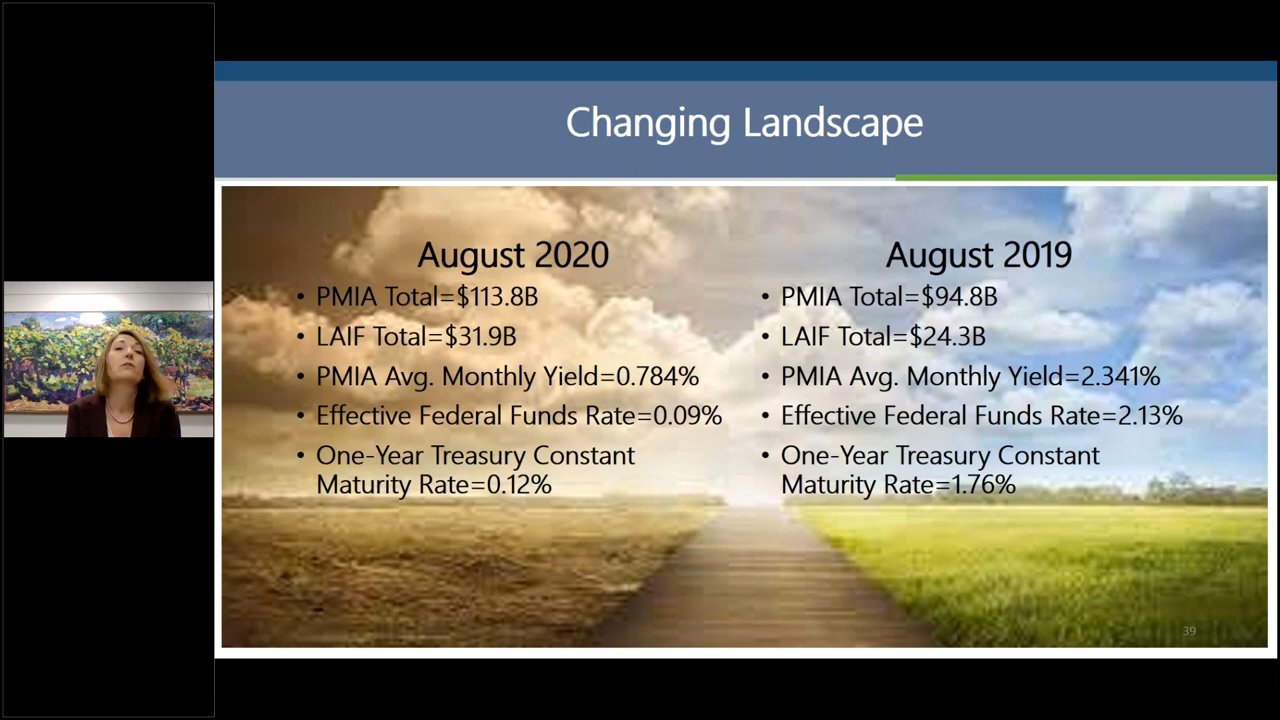 Changing Landscape
August 2020
• PMIA Total=$113.8B
• LAIF Total=$31.9B
• PMIA Avg. Monthly Yield=0.784%
• Effective Federal Funds Rate=0.09%
• One-Year Treasury Constant
Maturity Rate=0.12%
August 2019
• PMIA Total=$94.8B
• LAIF Total=$24.3B
• PMIA Avg. Monthly Yield=2.341%
• Effective Federal Funds Rate=2.13%
• One-Year Treasury Constant
Maturity Rate=1.76%
39